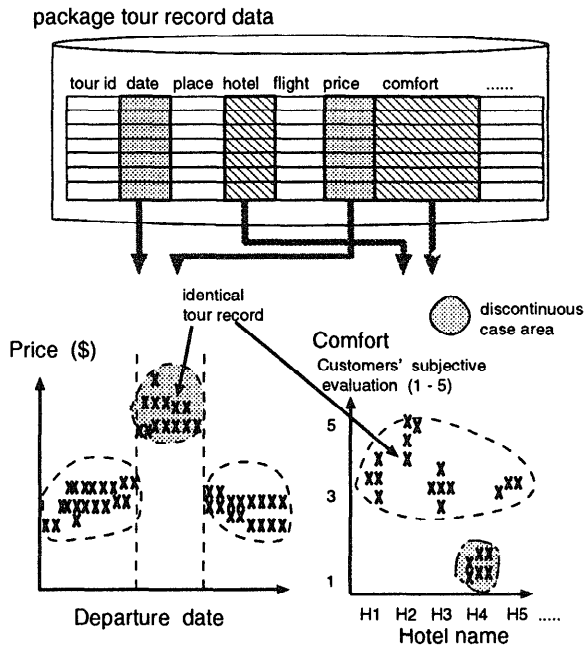 package tour record data
tour id date place hotel flight price comfort ......
identical
tour record
discontinuous
case area
Price ($)
Comfort
Customers' subjective
evaluation (1 - 5)
5
3
1
Departure date
H1 H2 H3 H4 H5 .....
Hotel name